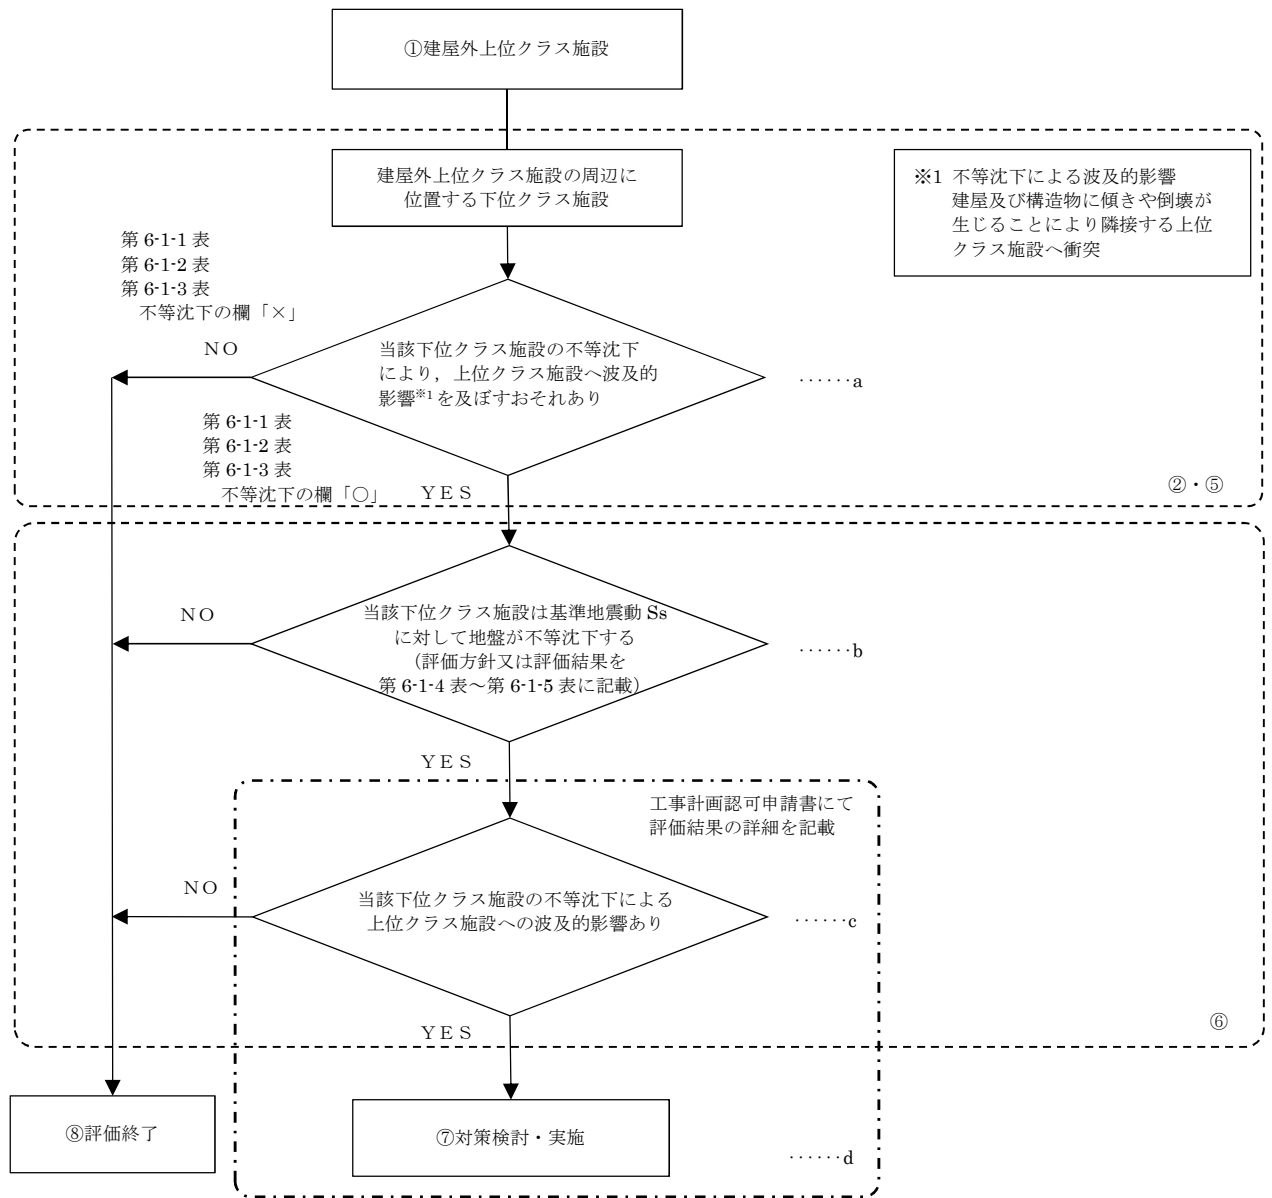 ①建屋外上位クラス施設
建屋外上位クラス施設の周辺に
位置する下位クラス施設
※1 不等沈下による波及的影響
建屋及び構造物に傾きや倒壊が
生じることにより隣接する上位
クラス施設へ衝突
第 6-1-1 表
第 6-1-2 表
第 6-1-3 表
不等沈下の欄「×」
NO
当該下位クラス施設の不等沈下
により，上位クラス施設へ波及的
影響※1を及ぼすおそれあり
……a
第 6-1-1 表
第 6-1-2 表
第 6-1-3 表
不等沈下の欄「○」
YES
②・⑤
NO
当該下位クラス施設は基準地震動 Ss
に対して地盤が不等沈下する
（評価方針又は評価結果を
第 6-1-4 表～第 6-1-5 表に記載）
……b
YES
工事計画認可申請書にて
評価結果の詳細を記載
NO
当該下位クラス施設の不等沈下による
上位クラス施設への波及的影響あり
……c
YES
⑥
⑧評価終了
⑦対策検討・実施
……d